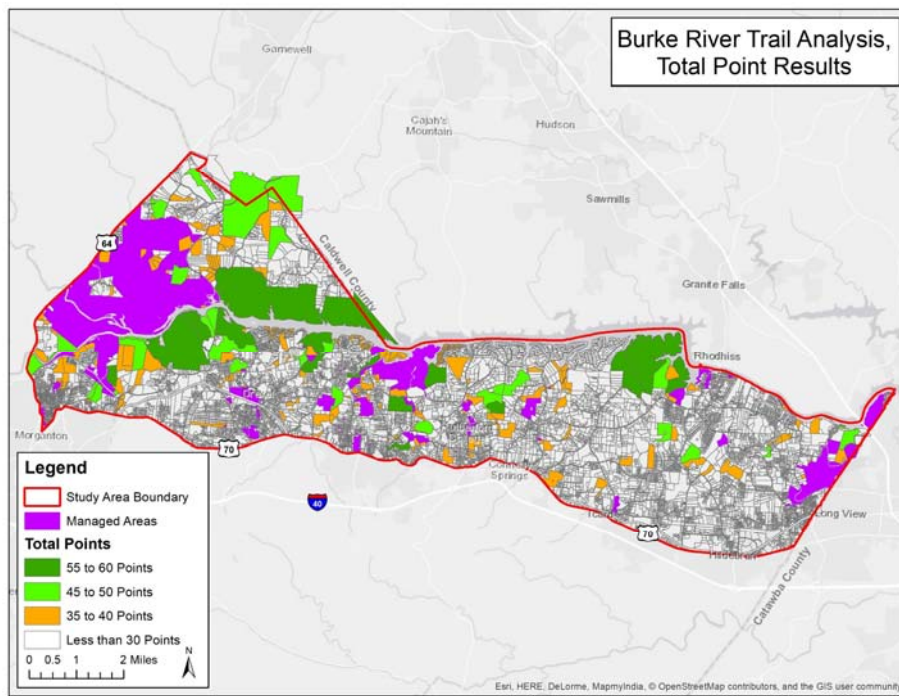 Burke River Trail Analysis,
Total Point Results
Gamewell
Cajah's
Mountain
Hudson
Sawmills
64
Caldwell County
Granite Falls
Rhodhiss
Morganton
70
Connelly
Springs
40
Icard
70
Long View
Hildebran
Catawba County
Legend
Study Area Boundary
Managed Areas
Total Points
55 to 60 Points
45 to 50 Points
35 to 40 Points
Less than 30 Points
0 0.5 1 2 Miles
N
Esri, HERE, DeLorme, MapmyIndia, © OpenStreetMap contributors, and the GIS user community